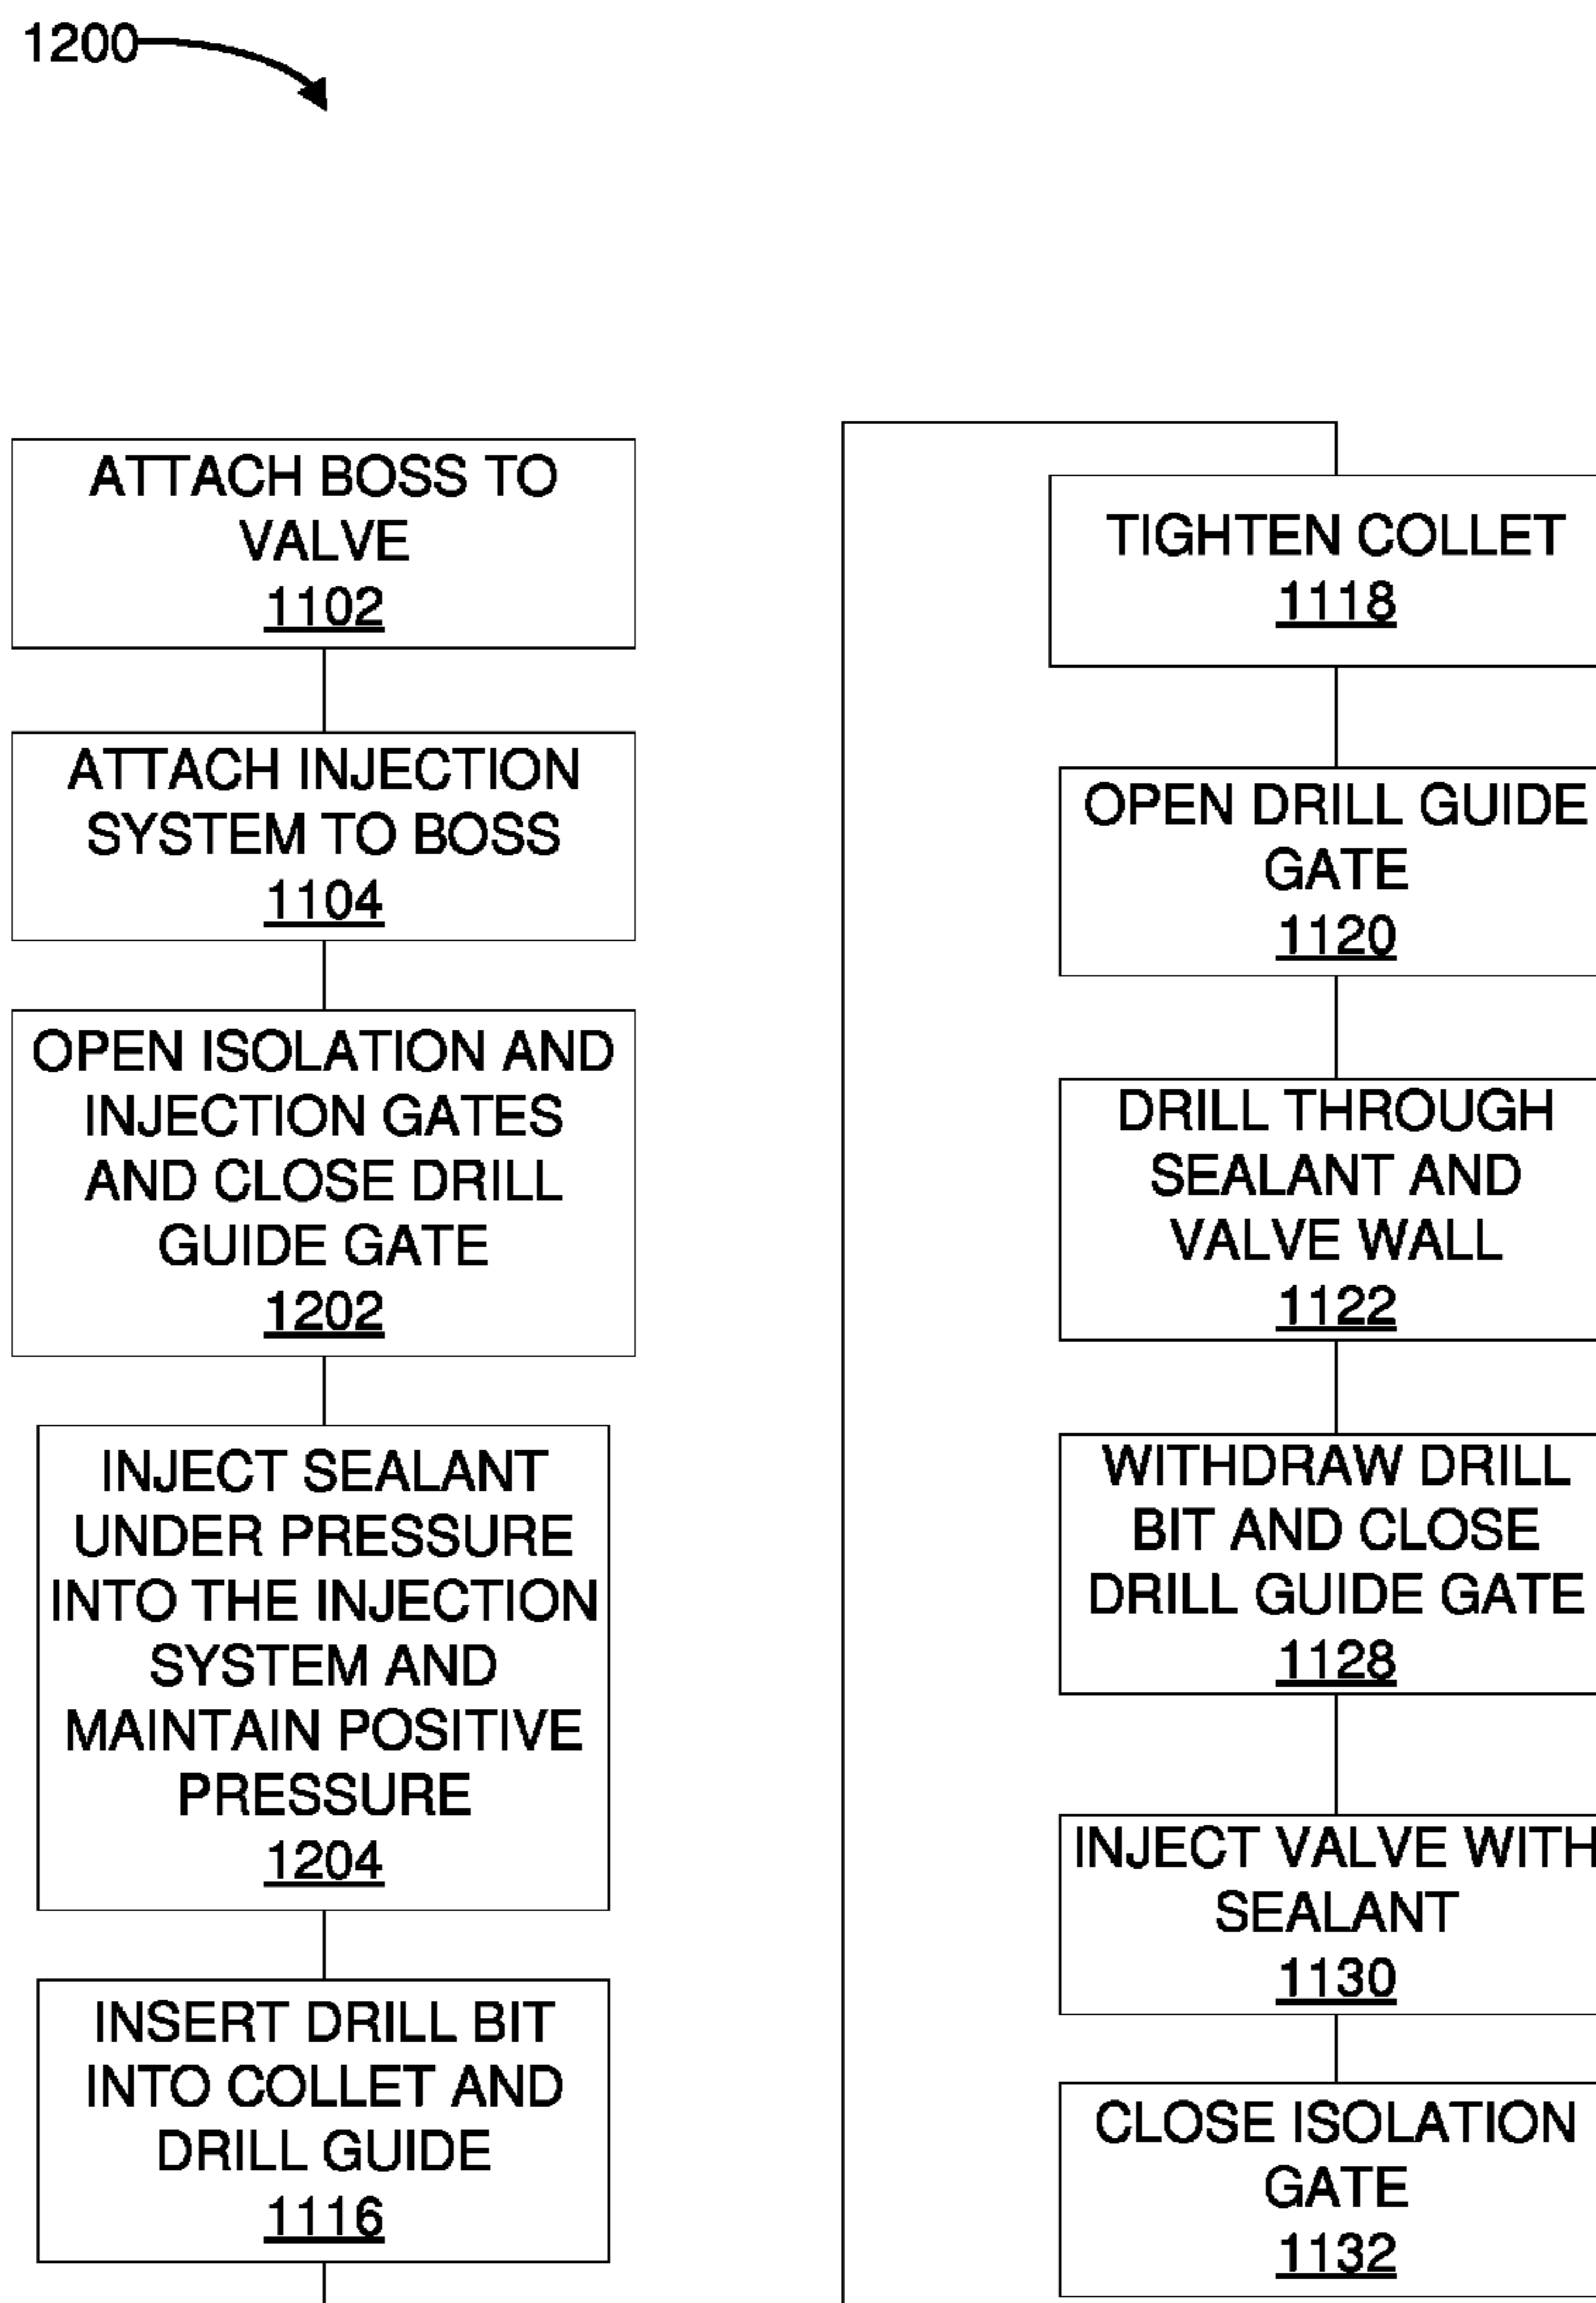 1200
ATTACH BOSS TO
VALVE
1102
ATTACH INJECTION
SYSTEM TO BOSS
1104
OPEN ISOLATION AND
INJECTION GATES
AND CLOSE DRILL
GUIDE GATE
1202
INJECT SEALANT
UNDER PRESSURE
INTO THE INJECTION
SYSTEM AND
MAINTAIN POSITIVE
PRESSURE
1204
INSERT DRILL BIT
INTO COLLET AND
DRILL GUIDE
1116
TIGHTEN COLLET
1118
OPEN DRILL GUIDE
GATE
1120
DRILL THROUGH
SEALANT AND
VALVE WALL
1122
WITHDRAW DRILL
BIT AND CLOSE
DRILL GUIDE GATE
1128
INJECT VALVE WITH
SEALANT
1130
CLOSE ISOLATION
GATE
1132